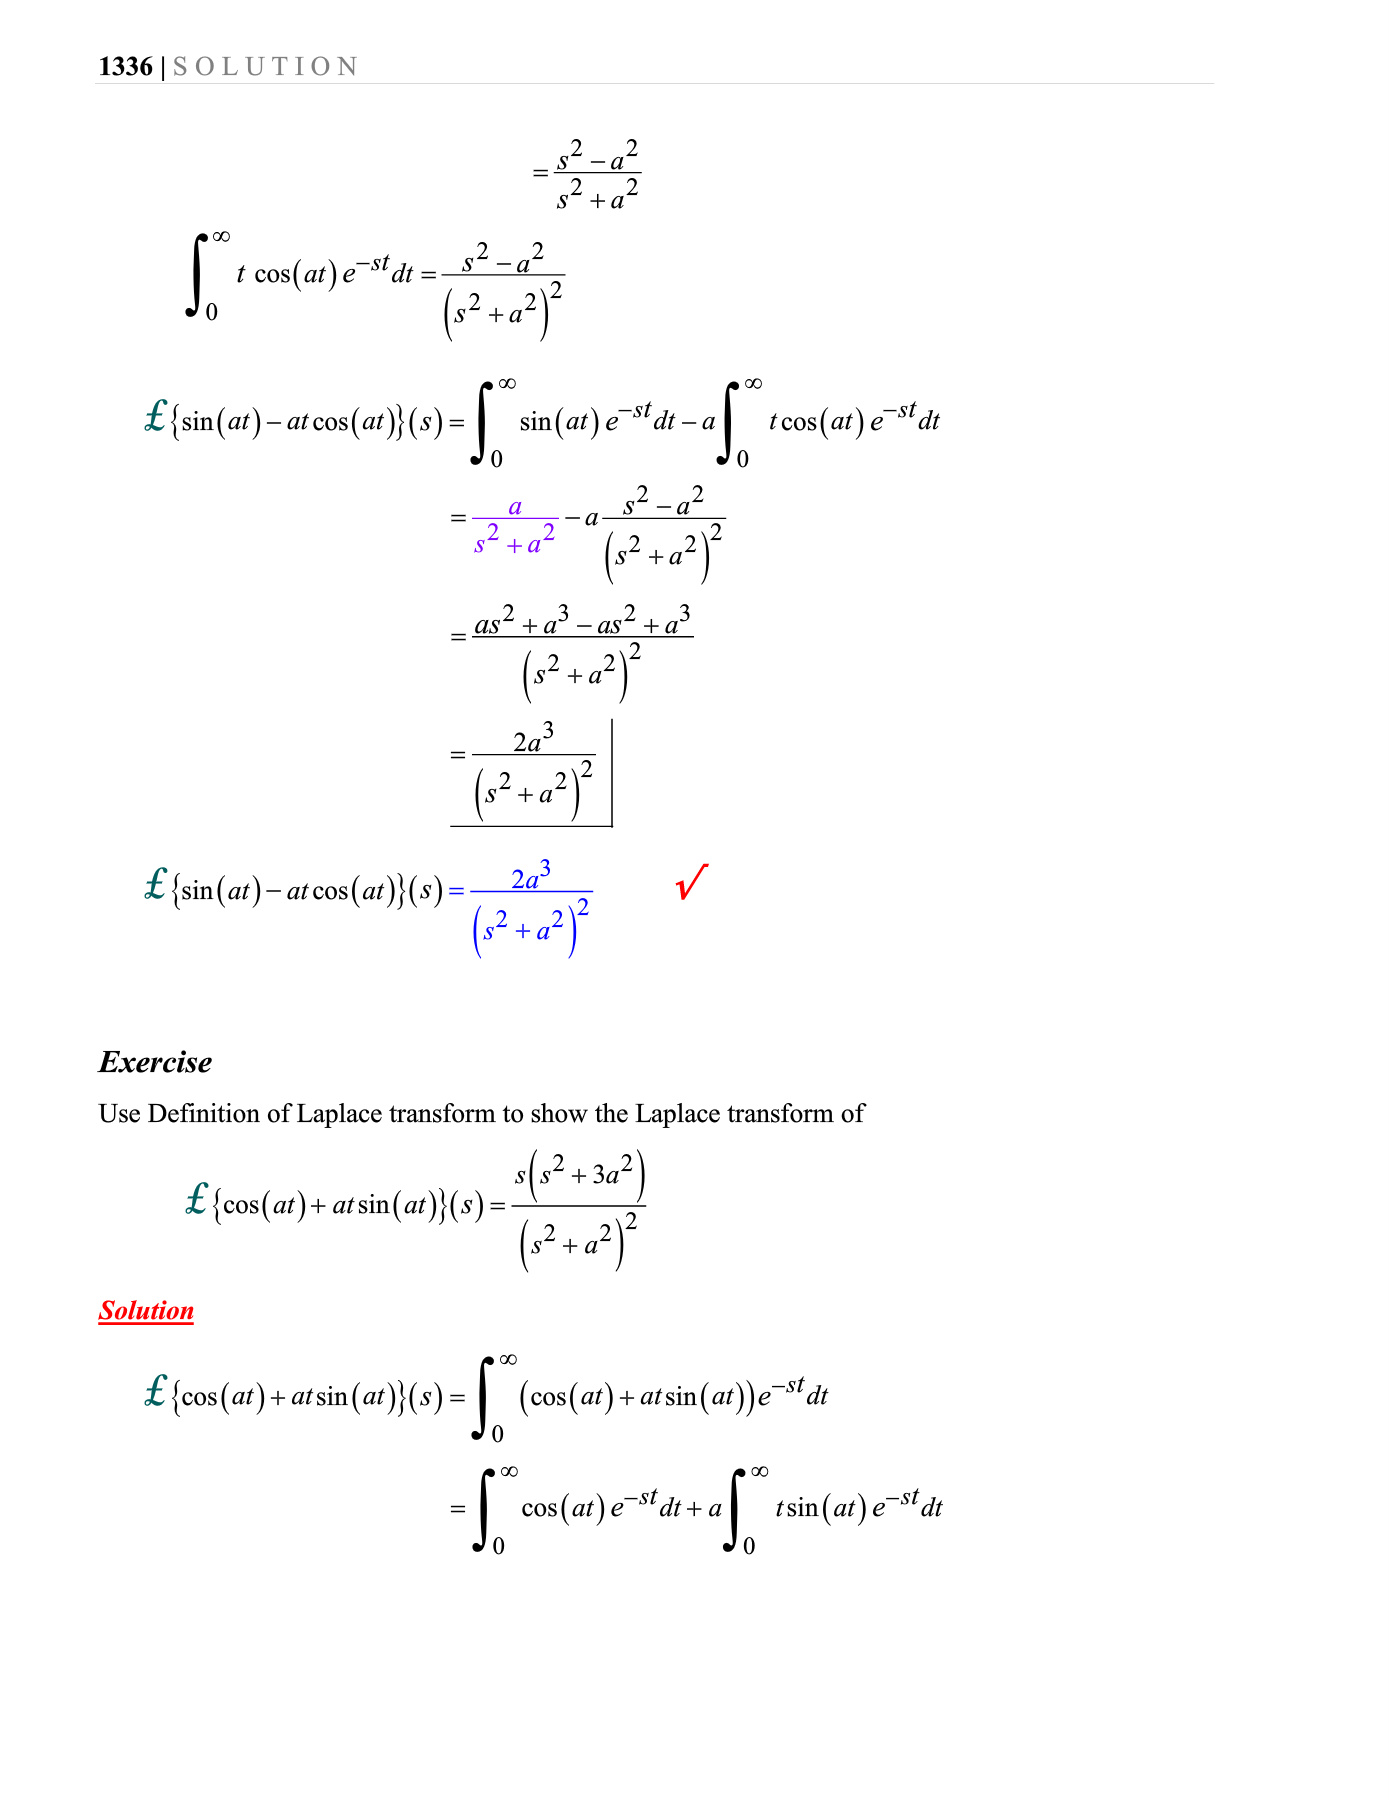 1336 | S O L U T I O N
= \frac{s^2 - a^2}{s^2 + a^2}
\int_0^\infty t \cos(at) e^{-st} dt = \frac{s^2 - a^2}{(s^2 + a^2)^2}
£{sin(at) − at cos(at)}(s) = \int_0^\infty \sin(at) e^{-st} dt − a \int_0^\infty t \cos(at) e^{-st} dt
= \frac{a}{s^2 + a^2} − a \frac{s^2 - a^2}{(s^2 + a^2)^2}
= \frac{as^2 + a^3 - as^2 + a^3}{(s^2 + a^2)^2}
= \frac{2a^3}{(s^2 + a^2)^2}
£{sin(at) − at cos(at)}(s) = \frac{2a^3}{(s^2 + a^2)^2} √
Exercise
Use Definition of Laplace transform to show the Laplace transform of
£{cos(at) + at sin(at)}(s) = \frac{s(s^2 + 3a^2)}{(s^2 + a^2)^2}
Solution
£{cos(at) + at sin(at)}(s) = \int_0^\infty (\cos(at) + at \sin(at)) e^{-st} dt
= \int_0^\infty \cos(at) e^{-st} dt + a \int_0^\infty t \sin(at) e^{-st} dt